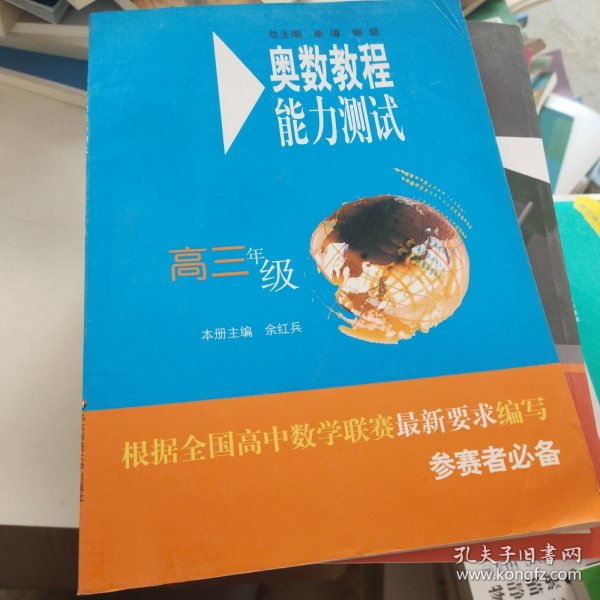 总主编 单墫 熊斌
奥数教程
能力测试
高三年级
本册主编 余红兵
根据全国高中数学联赛最新要求编写
参赛者必备
孔夫子旧书网
www.kongfz.com